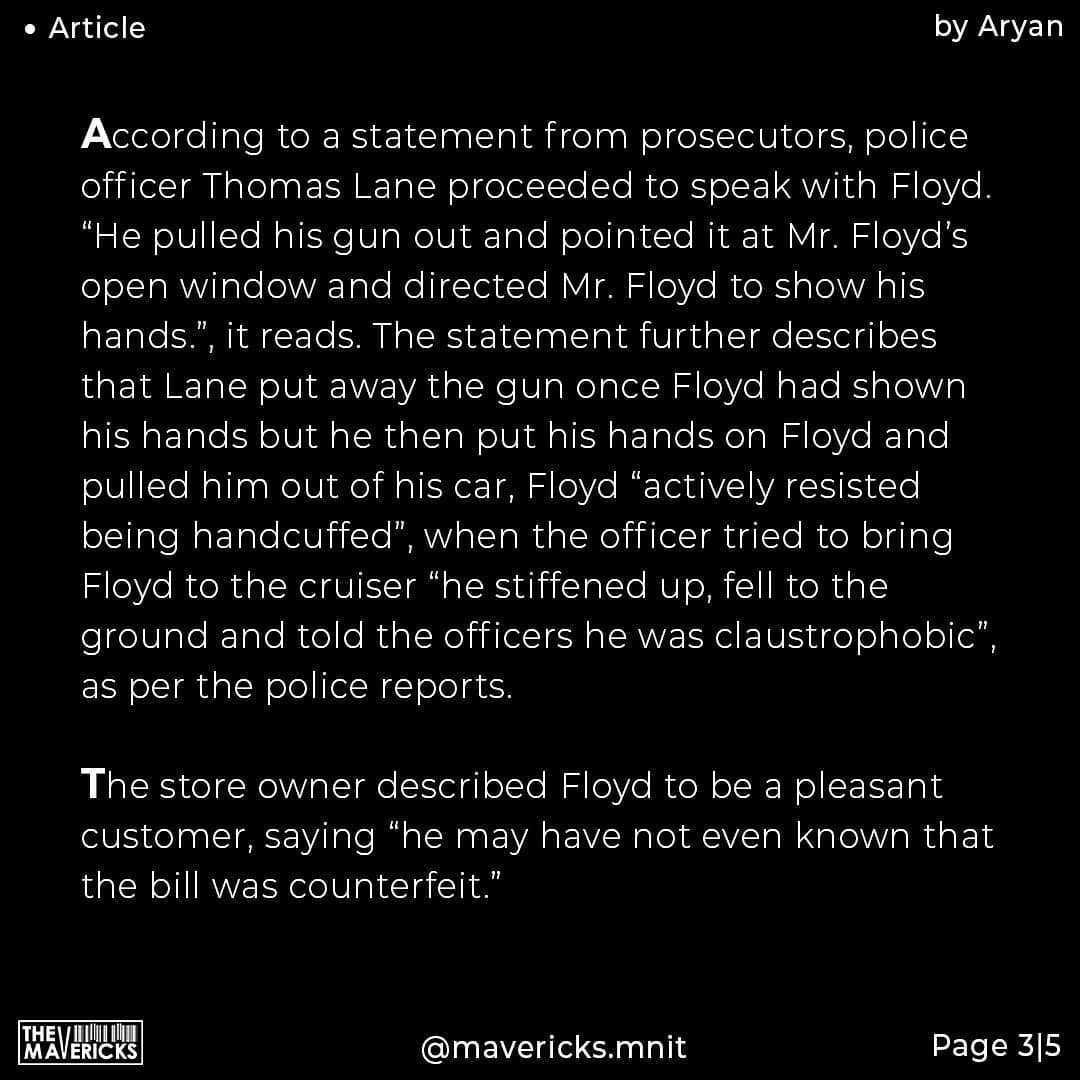 • Article
by Aryan
According to a statement from prosecutors, police
officer Thomas Lane proceeded to speak with Floyd.
“He pulled his gun out and pointed it at Mr. Floyd’s
open window and directed Mr. Floyd to show his
hands.”, it reads. The statement further describes
that Lane put away the gun once Floyd had shown
his hands but he then put his hands on Floyd and
pulled him out of his car, Floyd “actively resisted
being handcuffed”, when the officer tried to bring
Floyd to the cruiser “he stiffened up, fell to the
ground and told the officers he was claustrophobic”,
as per the police reports.
The store owner described Floyd to be a pleasant
customer, saying “he may have not even known that
the bill was counterfeit.”
THE
MAVERICKS
@mavericks.mnit
Page 3|5